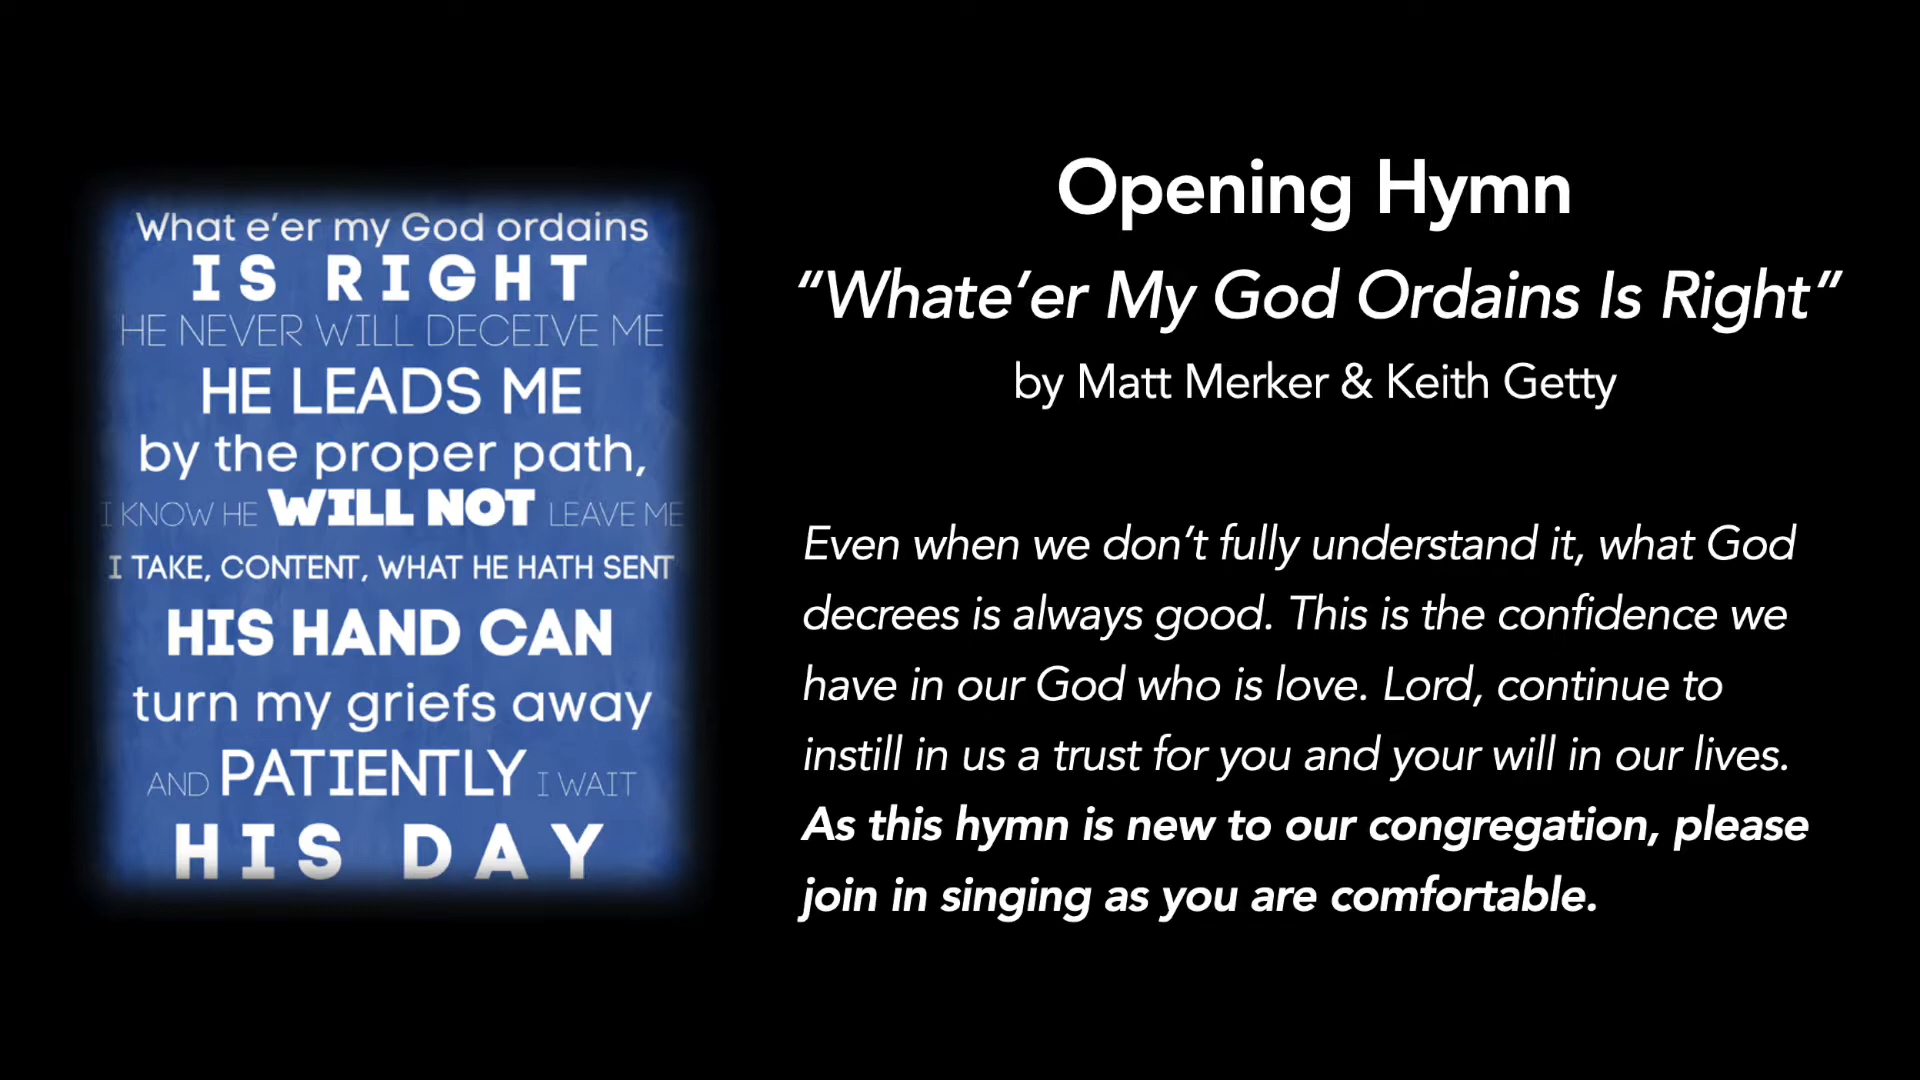 What e’er my God ordains
IS RIGHT
HE NEVER WILL DECEIVE ME
HE LEADS ME
by the proper path,
I KNOW HE WILL NOT LEAVE ME
I TAKE, CONTENT, WHAT HE HATH SENT
HIS HAND CAN
turn my griefs away
AND PATIENTLY I WAIT
HIS DAY
Opening Hymn
“Whate’er My God Ordains Is Right”
by Matt Merker & Keith Getty
Even when we don’t fully understand it, what God
decrees is always good. This is the confidence we
have in our God who is love. Lord, continue to
instill in us a trust for you and your will in our lives.
As this hymn is new to our congregation, please
join in singing as you are comfortable.